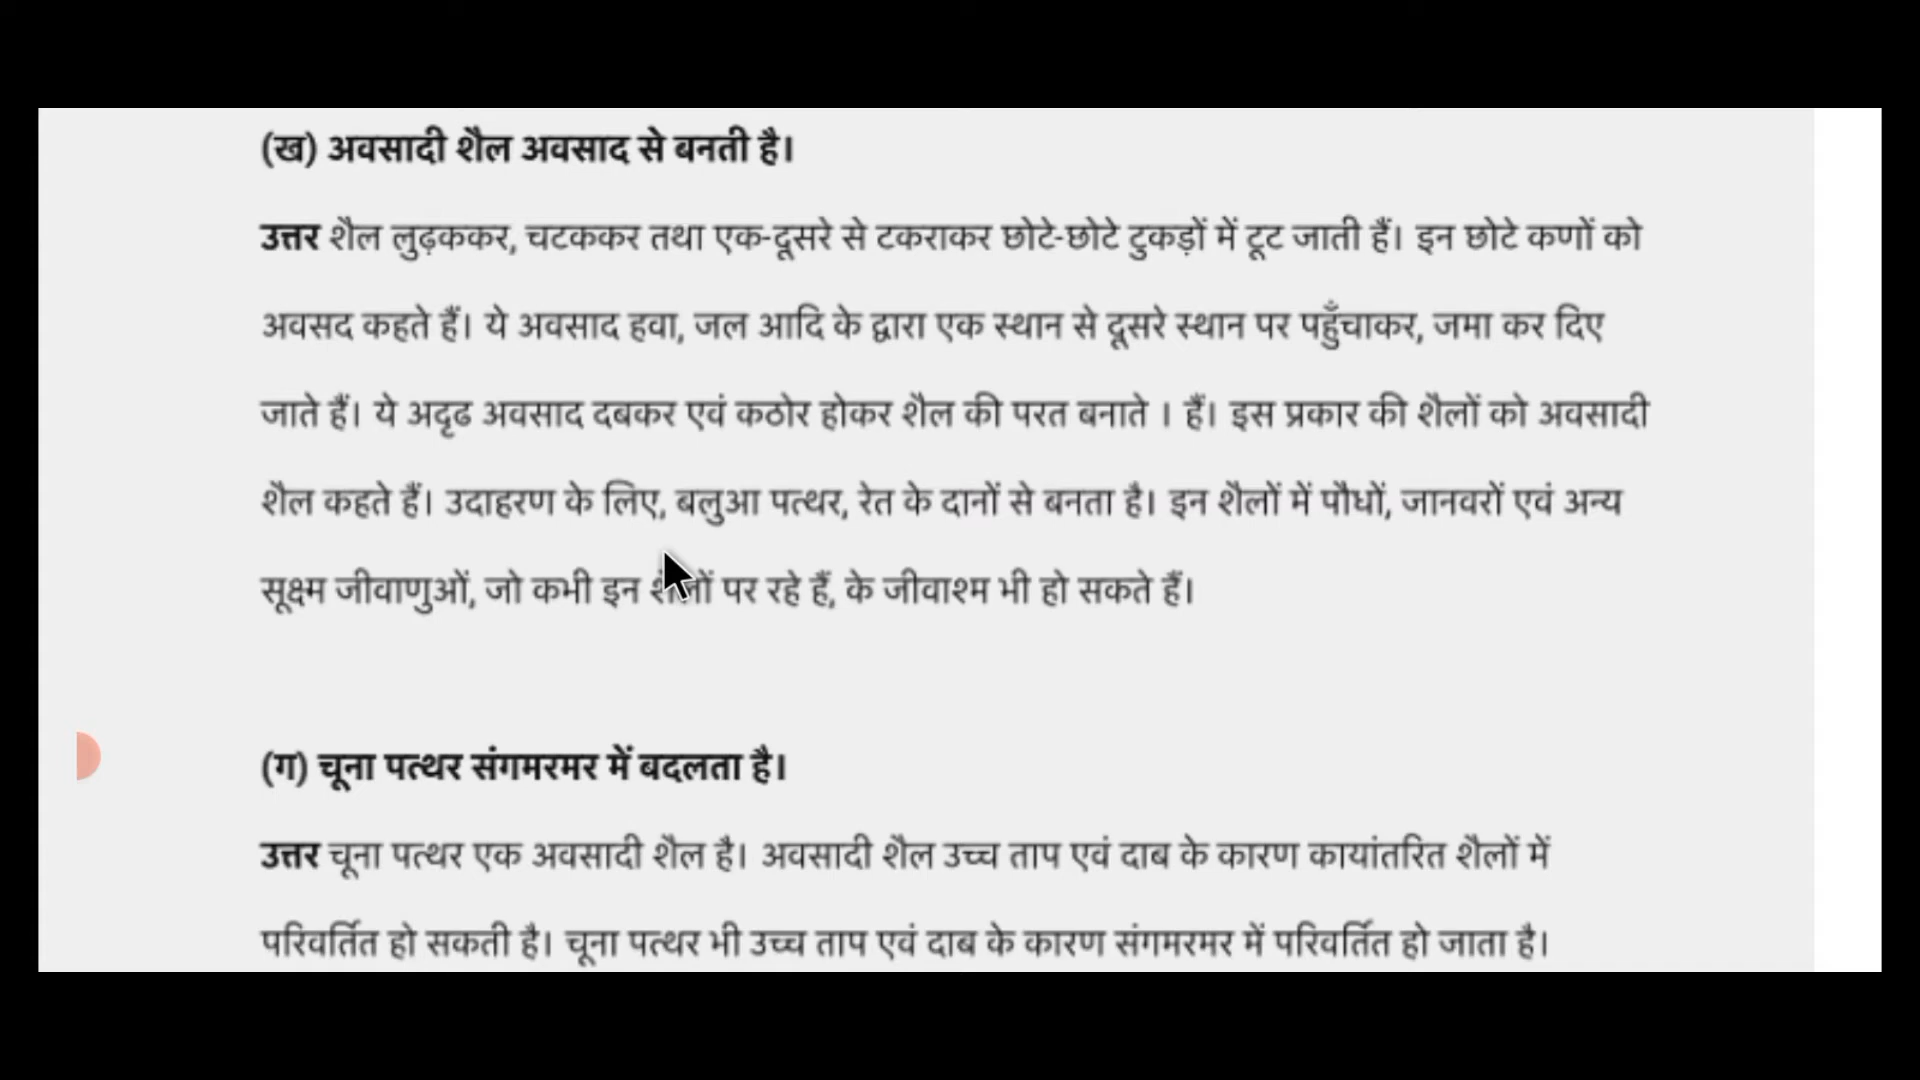 (ख) अवसादी शैल अवसाद से बनती है।
उत्तर शैल लुढ़ककर, चटककर तथा एक-दूसरे से टकराकर छोटे-छोटे टुकड़ों में टूट जाती हैं। इन छोटे कणों को
अवसद कहते हैं। ये अवसाद हवा, जल आदि के द्वारा एक स्थान से दूसरे स्थान पर पहुँचाकर, जमा कर दिए
जाते हैं। ये अदृढ अवसाद दबकर एवं कठोर होकर शैल की परत बनाते । हैं। इस प्रकार की शैलों को अवसादी
शैल कहते हैं। उदाहरण के लिए, बलुआ पत्थर, रेत के दानों से बनता है। इन शैलों में पौधों, जानवरों एवं अन्य
सूक्ष्म जीवाणुओं, जो कभी इन पर रहे हैं, के जीवाश्म भी हो सकते हैं।
(ग) चूना पत्थर संगमरमर में बदलता है।
उत्तर चूना पत्थर एक अवसादी शैल है। अवसादी शैल उच्च ताप एवं दाब के कारण कायांतरित शैलों में
परिवर्तित हो सकती है। चूना पत्थर भी उच्च ताप एवं दाब के कारण संगमरमर में परिवर्तित हो जाता है।